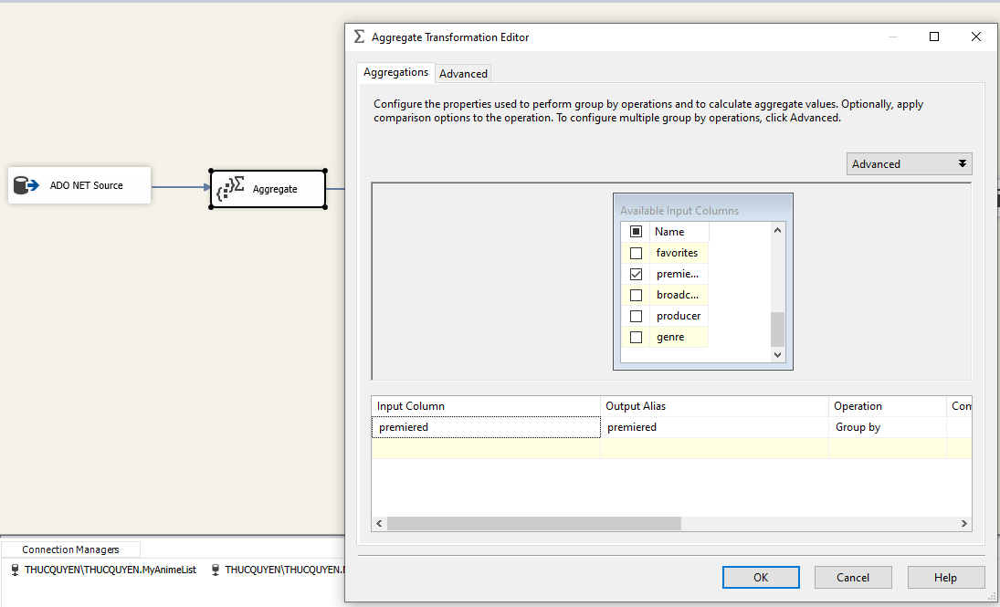 Aggregate Transformation Editor
Aggregations
Advanced
Configure the properties used to perform group by operations and to calculate aggregate values. Optionally, apply
comparison options to the operation. To configure multiple group by operations, click Advanced.
Advanced
ADO NET Source
Aggregate
Available Input Columns
Name
favorites
premie...
broadc...
producer
genre
Input Column Output Alias Operation Com
premiered premiered Group by
OK Cancel Help
Connection Managers
THUCQUYEN\THUCQUYEN.MyAnimeList THUCQUYEN\THUCQUYEN.